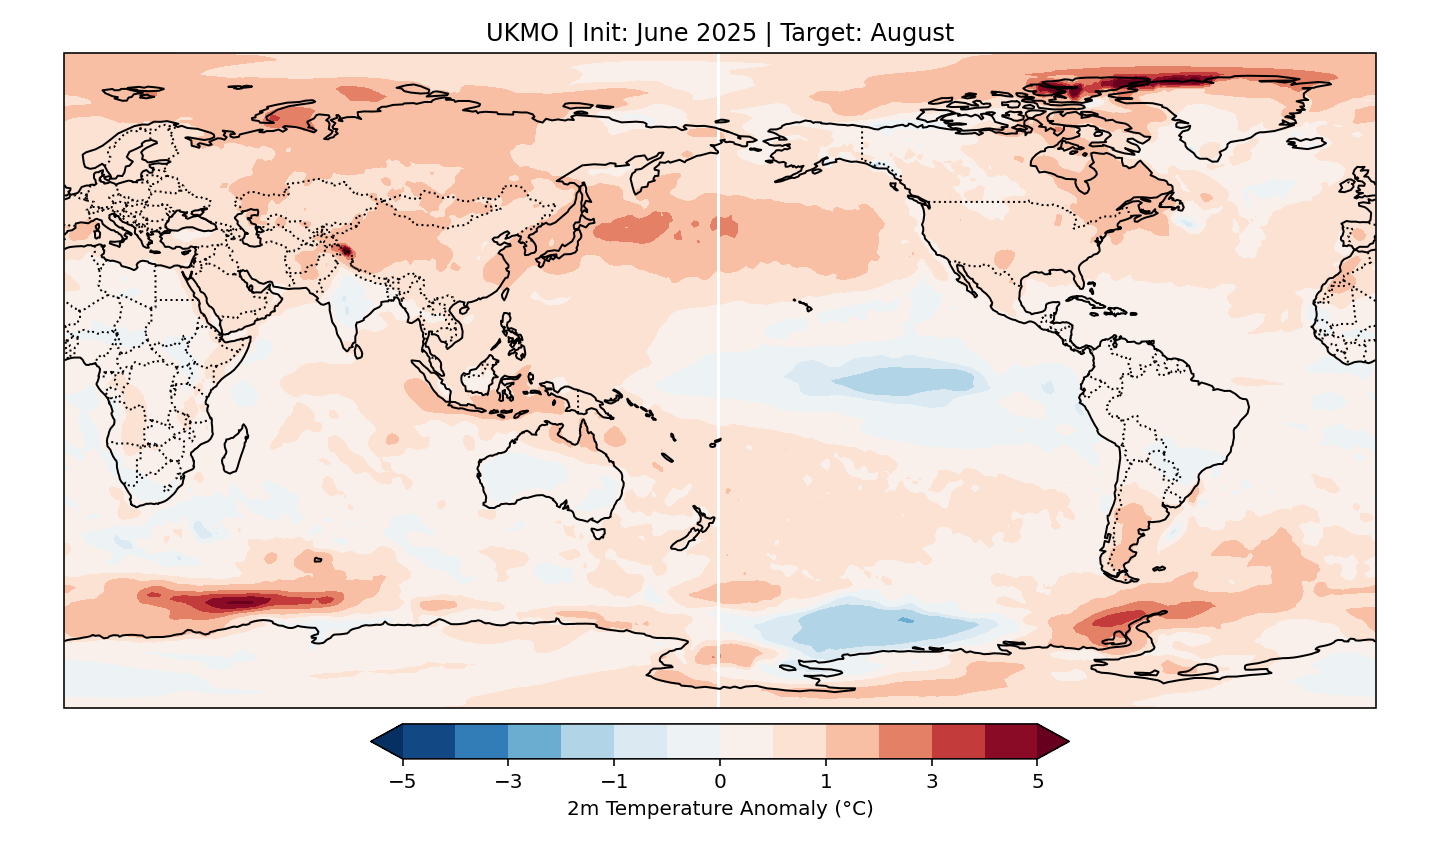 UKMO | Init: June 2025 | Target: August
−5 −3 −1 0 1 3 5
2m Temperature Anomaly (°C)